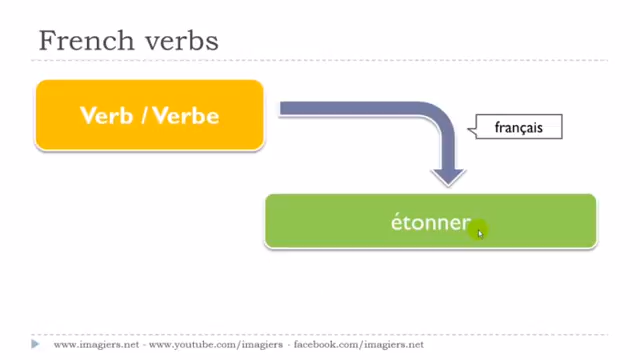 French verbs
Verb / Verbe
français
étonner
www.imagiers.net - www.youtube.com/imagiers - facebook.com/imagiers.net